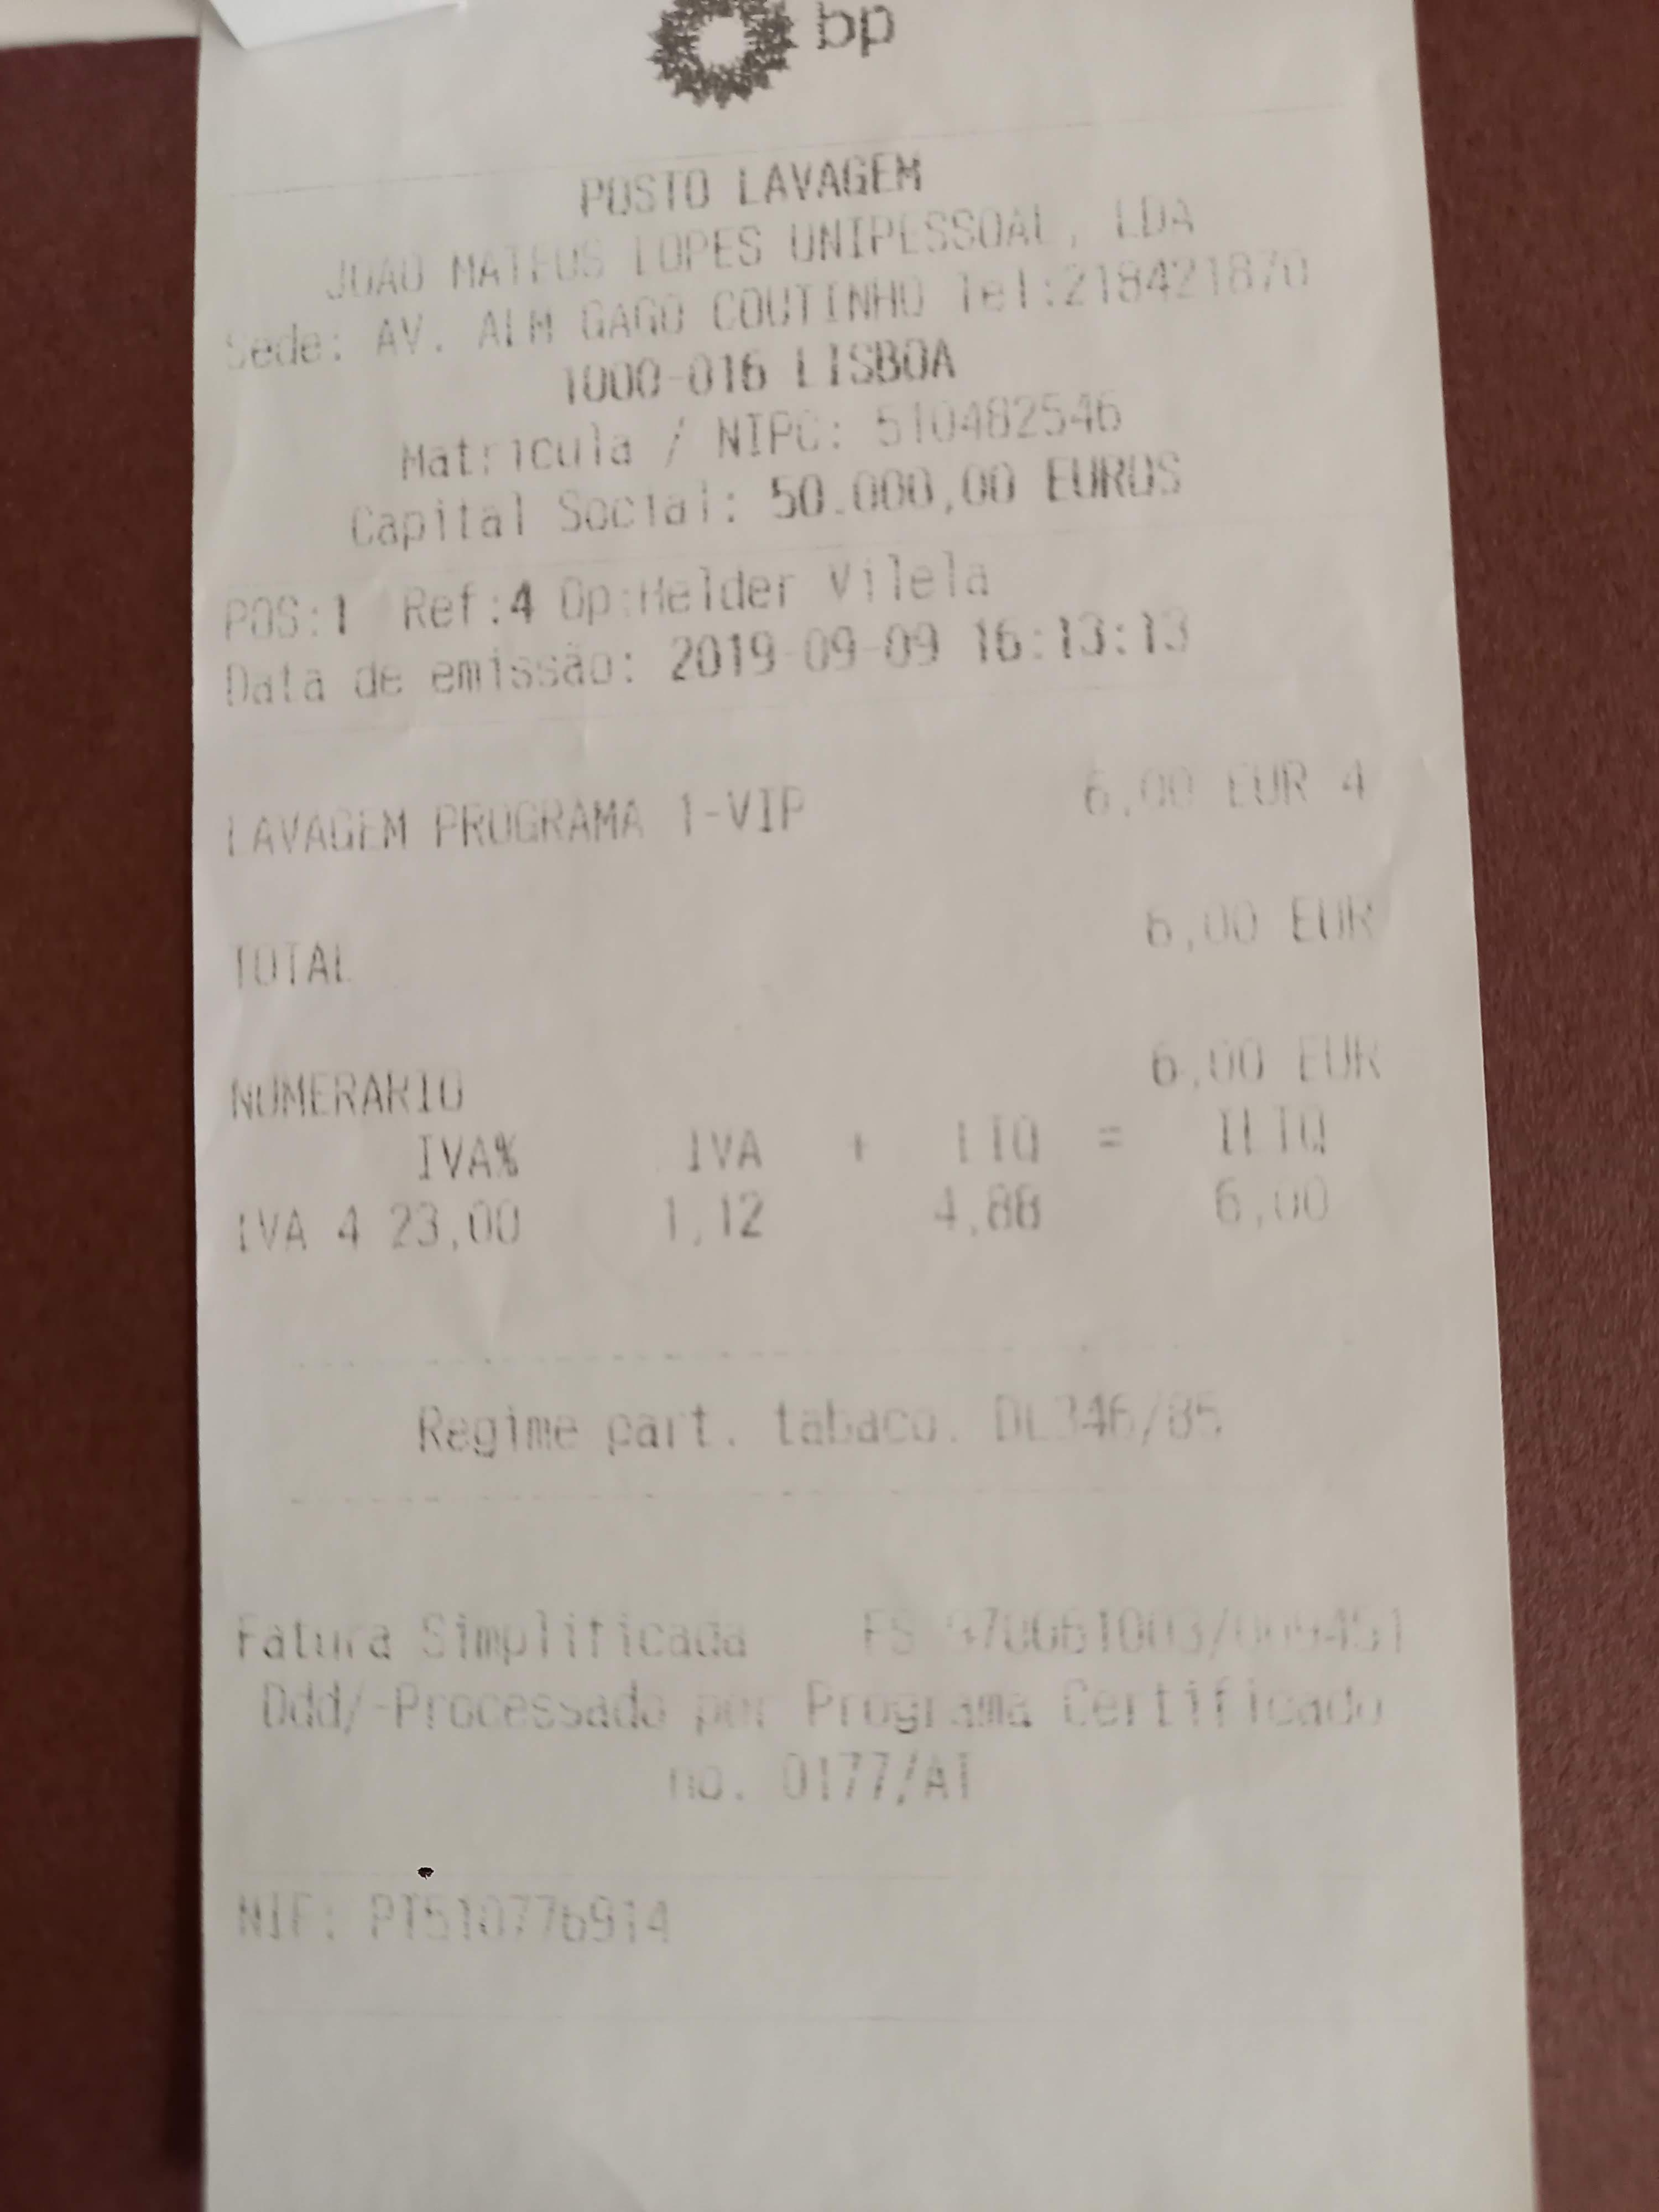 bp
POSTO LAVAGEM
JOAO MATEUS LOPES UNIPESSOAL, LDA
Sede: AV. ALM GAGO COUTINHO Tel:218421870
1000-016 LISBOA
Matricula / NIPC: 510482546
Capital Social: 50.000,00 EUROS
POS:1 Ref:4 Op:Helder Vilela
Data de emissão: 2019-09-09 16:13:13
LAVAGEM PROGRAMA 1-VIP 6,00 EUR 4
TOTAL 6,00 EUR
NUMERARIO 6,00 EUR
IVA% IVA + LIQ = ILIQ
IVA 4 23,00 1,12 4,88 6,00
Regime part. tabaco. DL346/85
Fatura Simplificada FS
Ddd/-Processado por Programa Certificado
no. 0177/AT
NIF: PT510776914